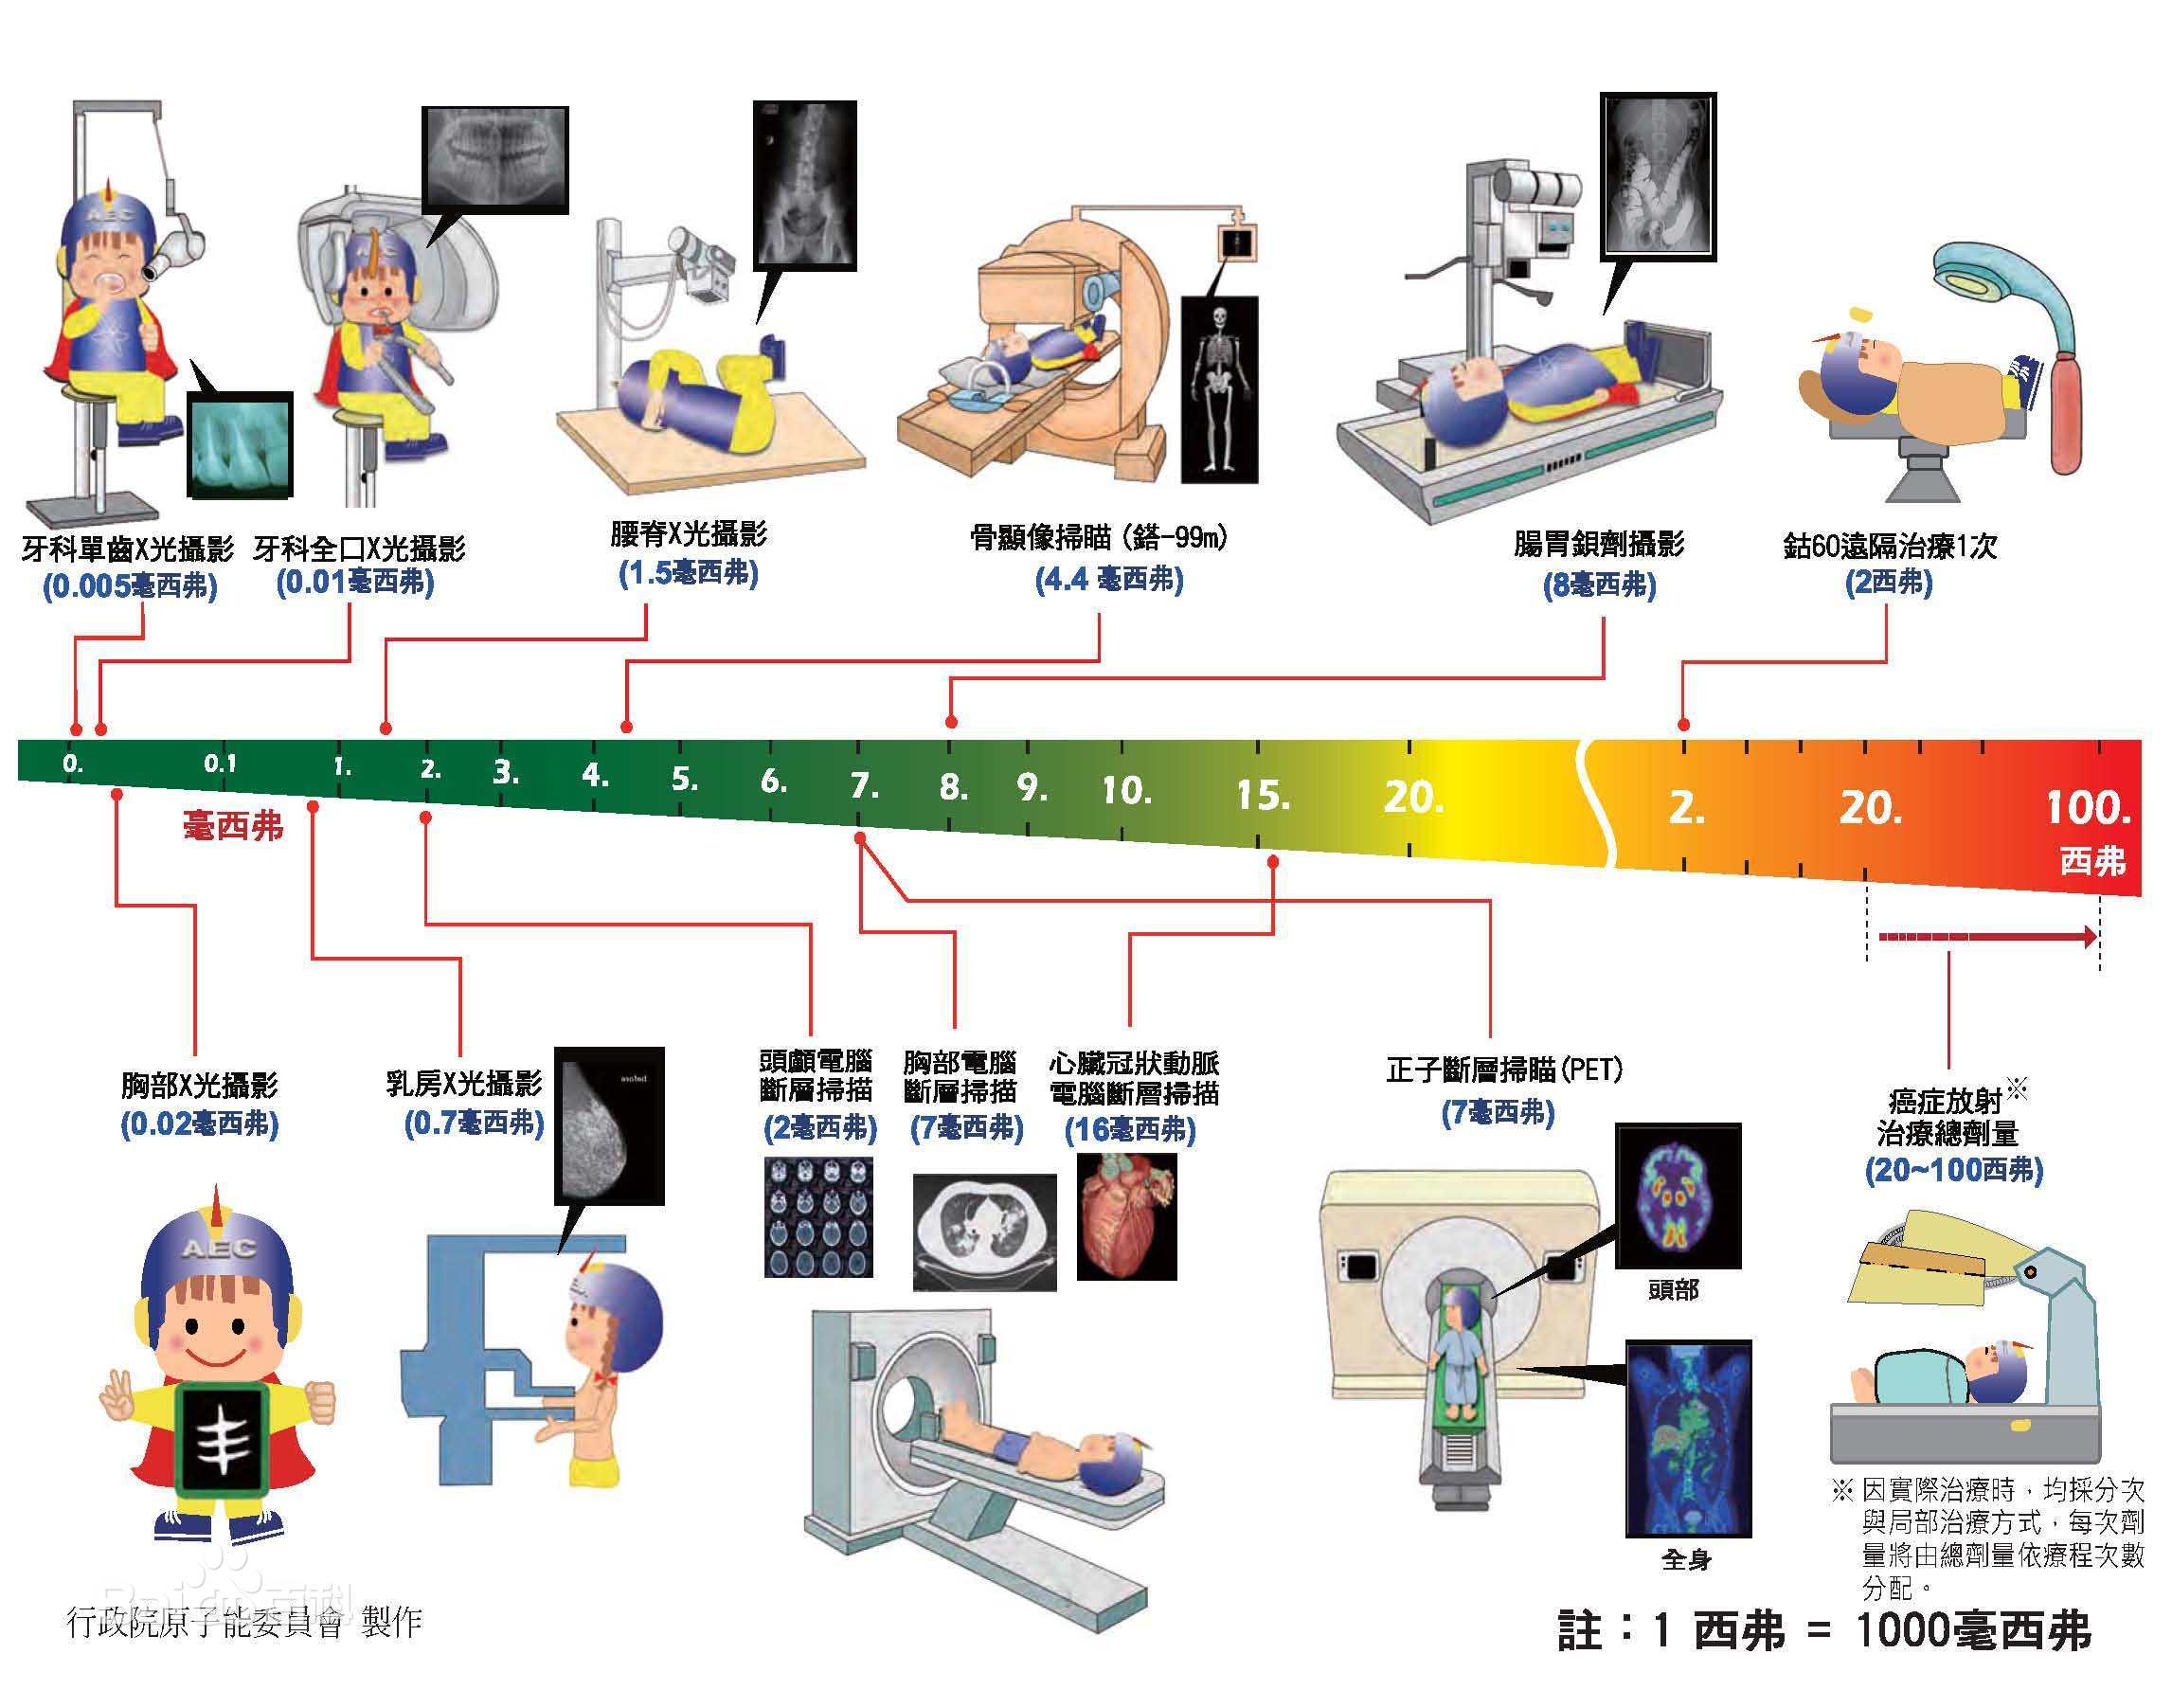 AEC
牙科單齒X光攝影
(0.005毫西弗)
牙科全口X光攝影
(0.01毫西弗)
腰脊X光攝影
(1.5毫西弗)
骨顯像掃瞄 (鎝-99m)
(4.4 毫西弗)
腸胃鋇劑攝影
(8毫西弗)
鈷60遠隔治療1次
(2西弗)
0.
0.1
1.
2.
3.
4.
5.
6.
7.
8.
9.
10.
15.
20.
2.
20.
100.
毫西弗
西弗
胸部X光攝影
(0.02毫西弗)
乳房X光攝影
(0.7毫西弗)
頭顱電腦
斷層掃描
(2毫西弗)
胸部電腦
斷層掃描
(7毫西弗)
心臟冠狀動脈
電腦斷層掃描
(16毫西弗)
正子斷層掃瞄(PET)
(7毫西弗)
癌症放射※
治療總劑量
(20~100西弗)
AEC
頭部
全身
※ 因實際治療時，均採分次
與局部治療方式，每次劑
量將由總劑量依療程次數
分配。
Bai 百科
行政院原子能委員會 製作
註：1 西弗 = 1000毫西弗